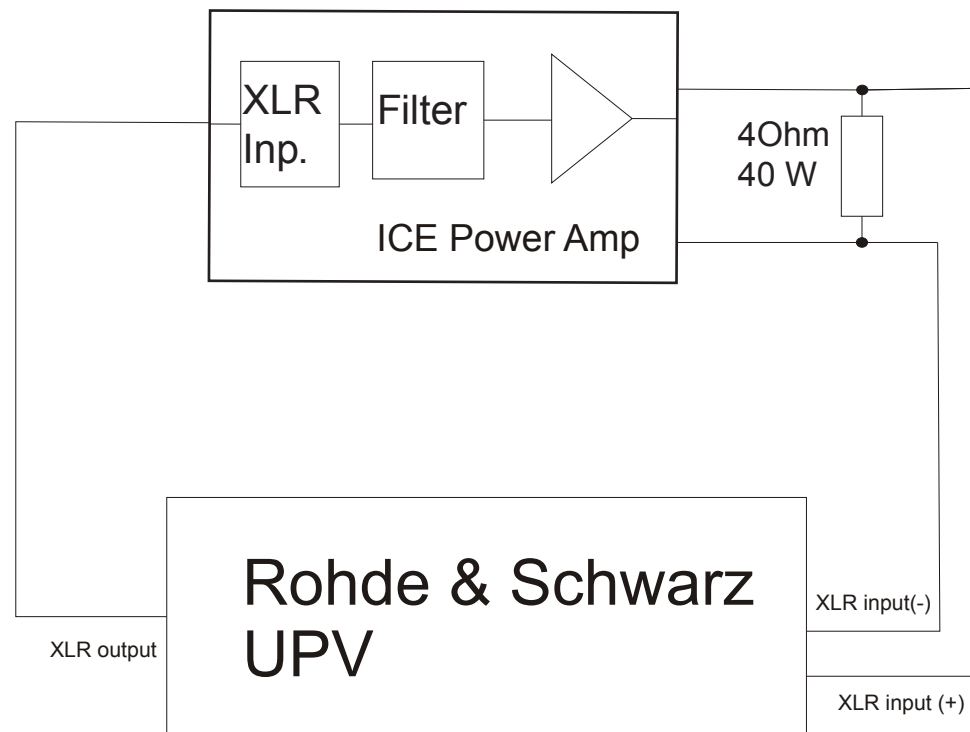 XLR
Inp.
Filter
4Ohm
40 W
ICE Power Amp
Rohde & Schwarz
UPV
XLR input(-)
XLR output
XLR input (+)